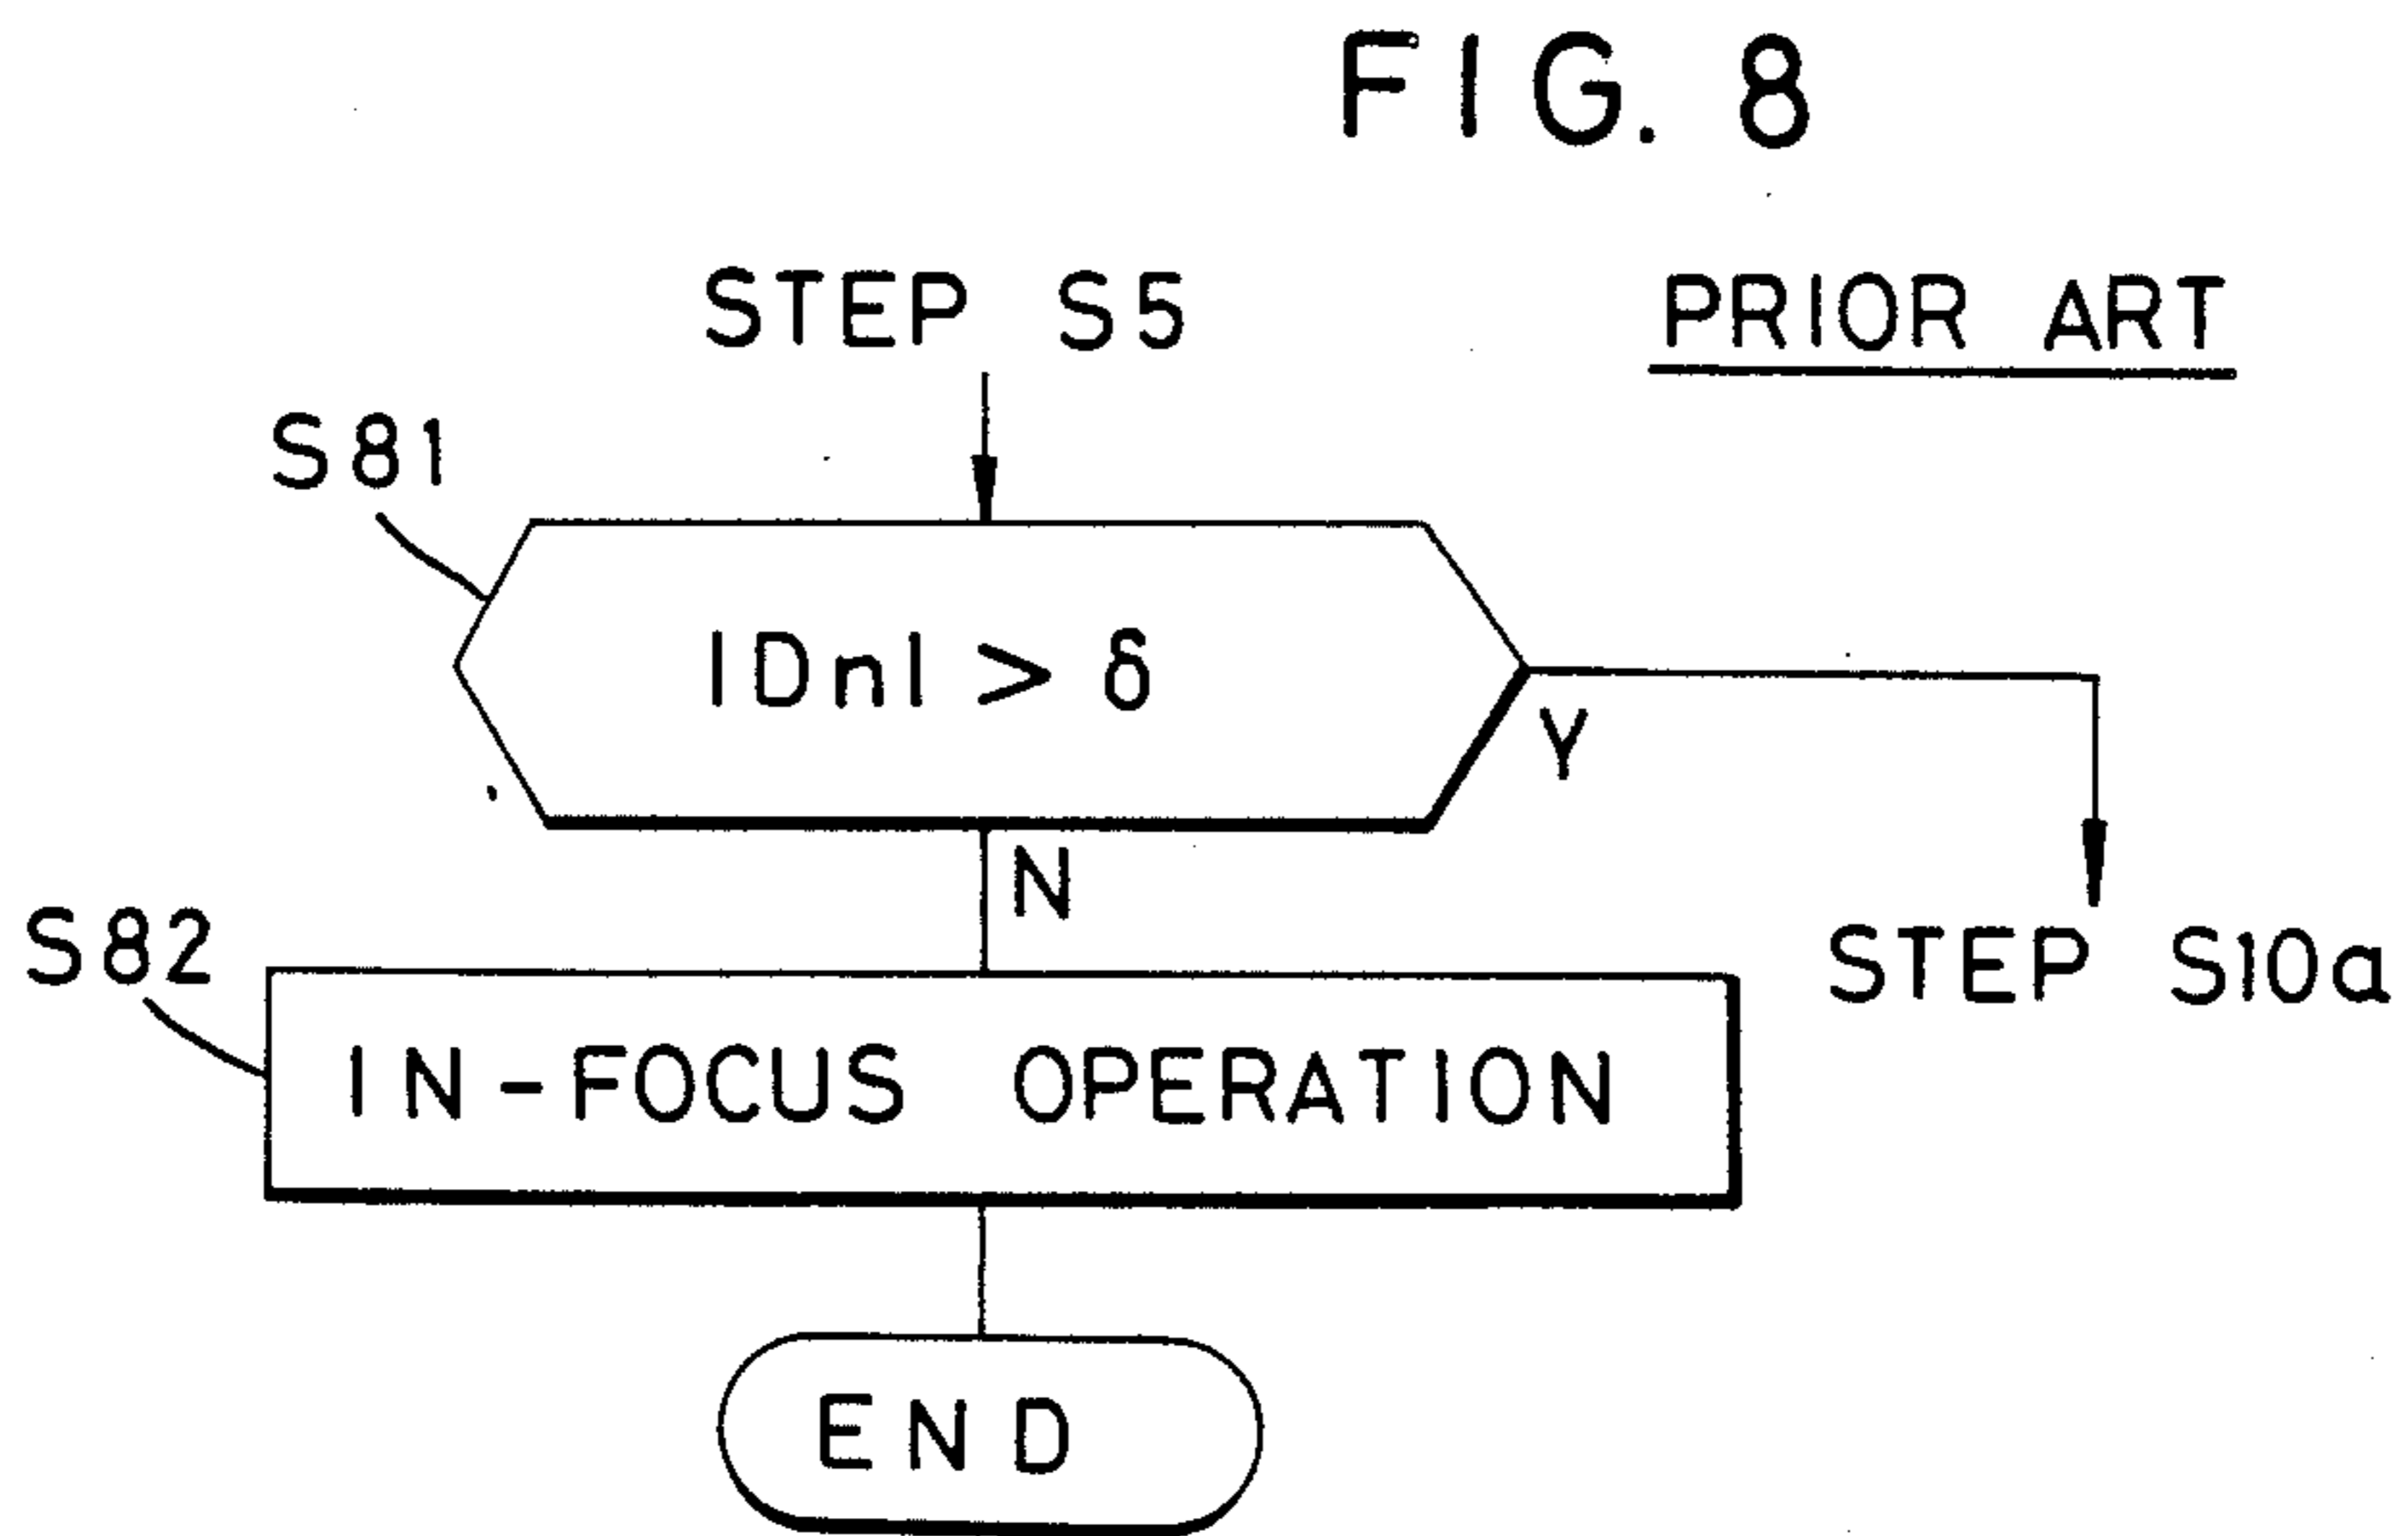 FIG. 8
STEP S5
PRIOR ART
S81
|Dn| > δ
Y
N
S82
STEP S10a
IN-FOCUS OPERATION
END